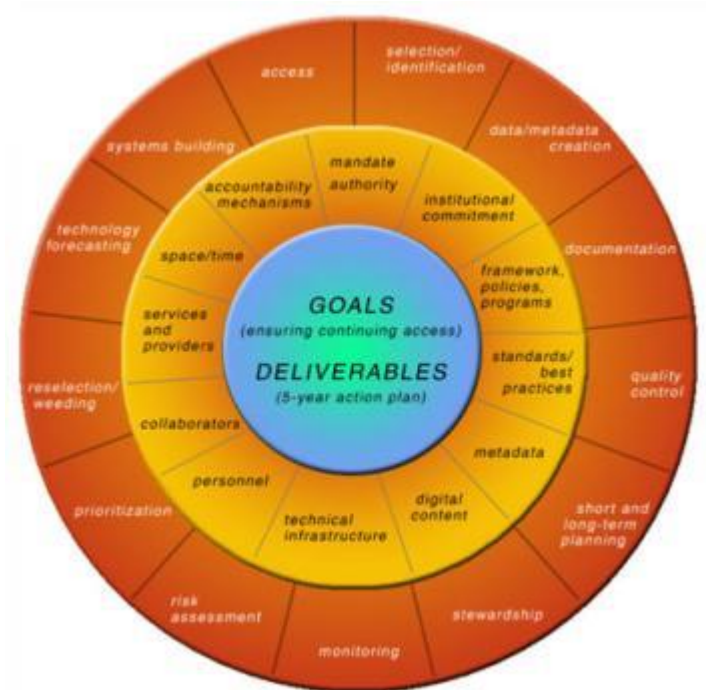 GOALS
(ensuring continuing access)
DELIVERABLES
(5-year action plan)
mandate
authority
institutional
commitment
framework,
policies,
programs
standards/
best
practices
metadata
digital
content
technical
infrastructure
personnel
collaborators
services
and
providers
space/time
accountability
mechanisms
access
selection/
identification
data/metadata
creation
documentation
quality
control
short and
long-term
planning
stewardship
monitoring
risk
assessment
prioritization
reselection/
weeding
technology
forecasting
systems building